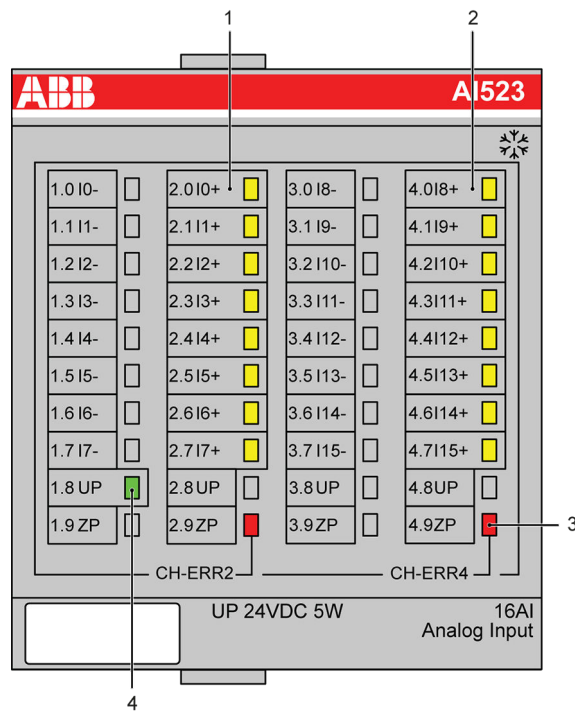 1 2
ABB AI523
1.0 I0- 2.0 I0+ 3.0 I8- 4.0 I8+
1.1 I1- 2.1 I1+ 3.1 I9- 4.1 I9+
1.2 I2- 2.2 I2+ 3.2 I10- 4.2 I10+
1.3 I3- 2.3 I3+ 3.3 I11- 4.3 I11+
1.4 I4- 2.4 I4+ 3.4 I12- 4.4 I12+
1.5 I5- 2.5 I5+ 3.5 I13- 4.5 I13+
1.6 I6- 2.6 I6+ 3.6 I14- 4.6 I14+
1.7 I7- 2.7 I7+ 3.7 I15- 4.7 I15+
1.8 UP 2.8 UP 3.8 UP 4.8 UP
1.9 ZP 2.9 ZP 3.9 ZP 4.9 ZP 3
CH-ERR2 CH-ERR4
UP 24VDC 5W 16AI
Analog Input
4